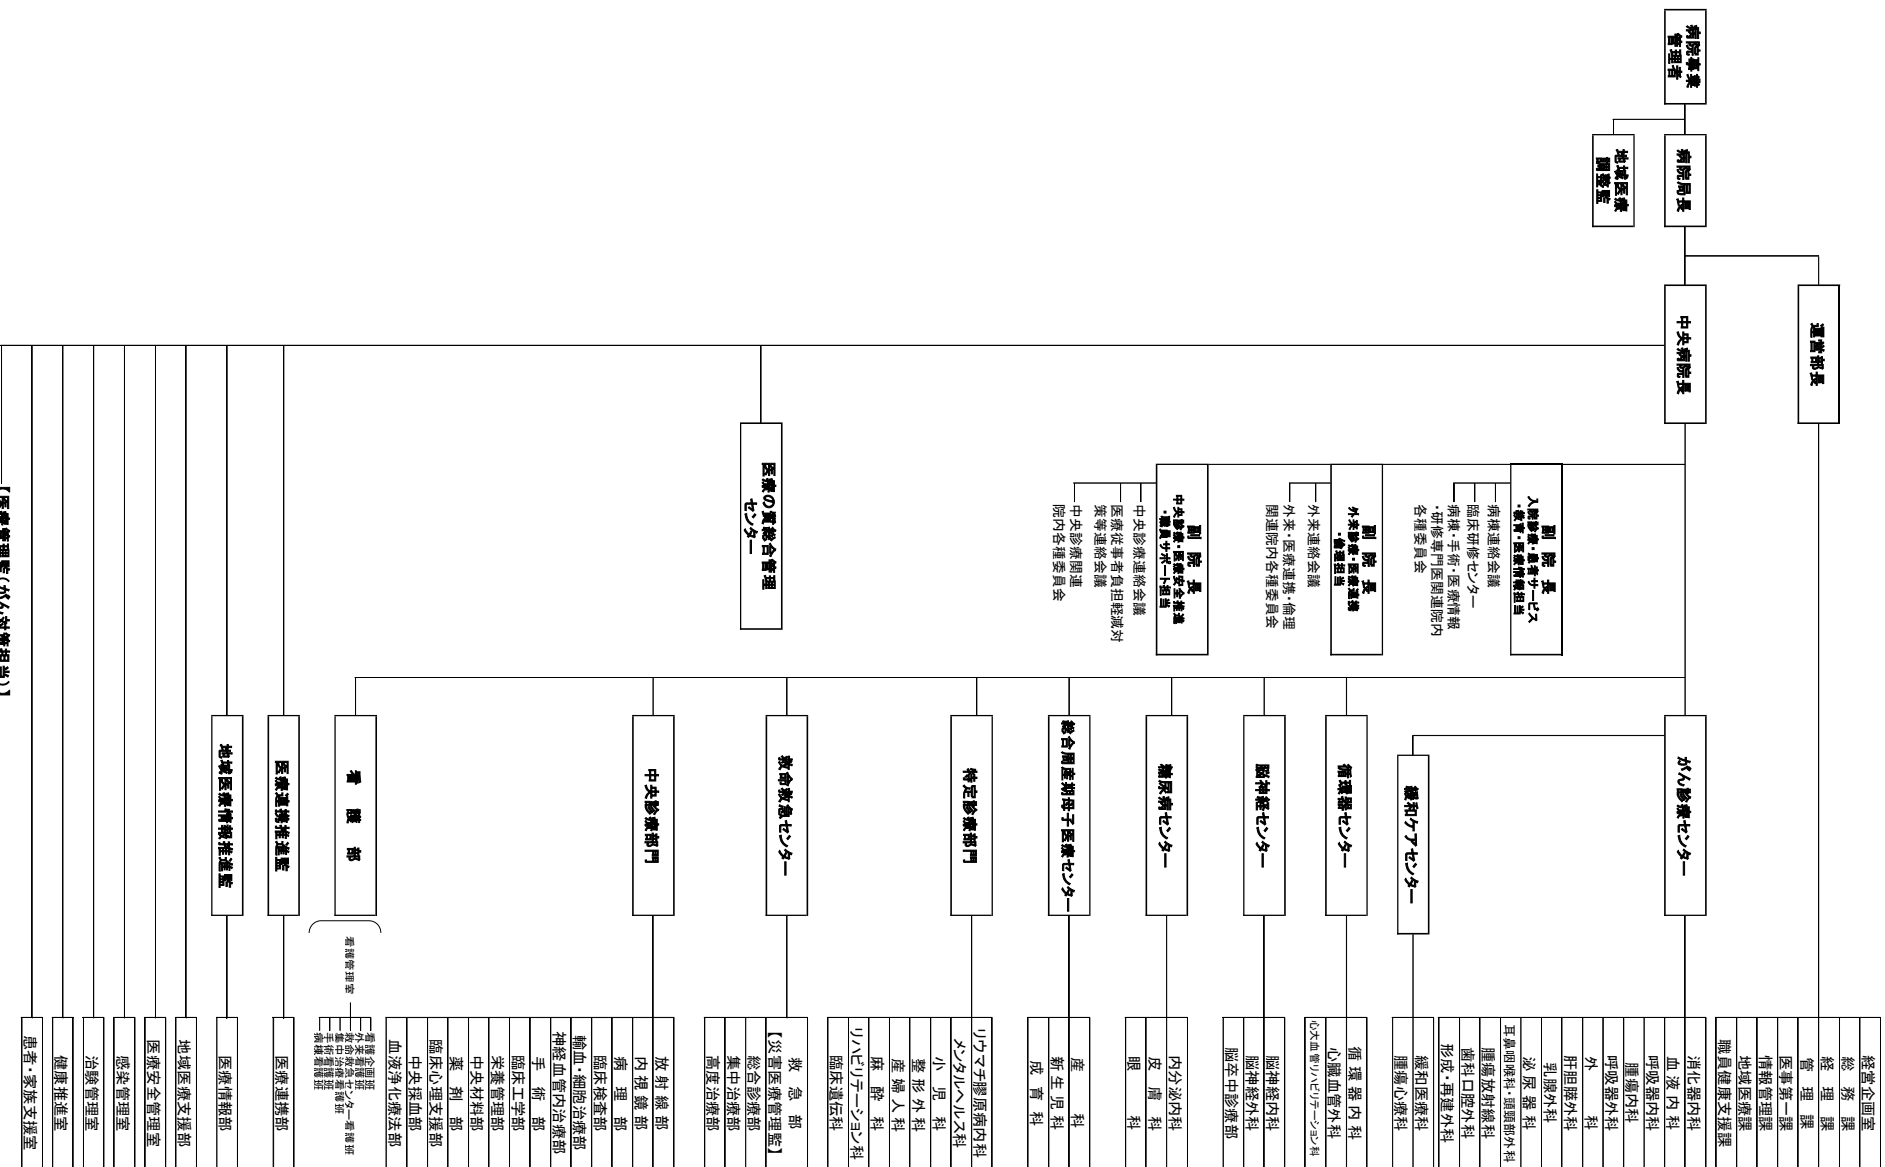 病院事業
管理者
病院局長
地域医療
調整監
運営部長
経営企画室
総務課
経理課
管理課
医事第一課
情報管理課
地域医療課
職員健康支援課
中央病院長
副院長
入院診療・患者サービス
・教育・医療情報担当
病棟連絡会議
臨床研修センター
病棟・手術・医療情報
・研修専門医関連院内
各種委員会
副院長
外来診療・医療連携
・倫理担当
外来連絡会議
外来・医療連携・倫理
関連院内各種委員会
副院長
中央診療・医療安全推進
・職員サポート担当
中央診療連絡会議
医療従事者負担軽減対
策等連絡会議
中央診療関連
院内各種委員会
がん診療センター
消化器内科
血液内科
呼吸器内科
腫瘍内科
呼吸器外科
外科
肝胆膵外科
乳腺外科
泌尿器科
耳鼻咽喉科・頭頸部外科
腫瘍放射線科
歯科口腔外科
形成・再建外科
緩和ケアセンター
緩和医療科
腫瘍心療科
循環器センター
循環器内科
心臓血管外科
心大血管リハビリテーション科
脳神経センター
脳神経内科
脳神経外科
脳卒中診療部
糖尿病センター
内分泌内科
皮膚科
眼科
総合周産期母子医療センター
産科
新生児科
成育科
特定診療部門
リウマチ膠原病内科
メンタルヘルス科
小児科
整形外科
産婦人科
麻酔科
リハビリテーション科
臨床遺伝科
救命救急センター
救急部
【災害医療管理監】
総合診療部
集中治療部
高度治療部
中央診療部門
放射線部
内視鏡部
病理部
臨床検査部
輸血・細胞治療部
神経血管内治療部
手術部
臨床工学部
栄養管理部
中央材料部
薬剤部
臨床心理支援部
中央採血部
血液浄化療法部
看護部
看護管理室
看護企画班
外来看護班
救命救急センター看護班
集中治療看護班
手術看護班
病棟看護班
医療の質総合管理
センター
医療連携推進監
医療連携部
地域医療情報推進監
医療情報部
地域医療支援部
医療安全管理室
感染管理室
治験管理室
健康推進室
患者・家族支援室
【医療管理監(がん対策担当)】